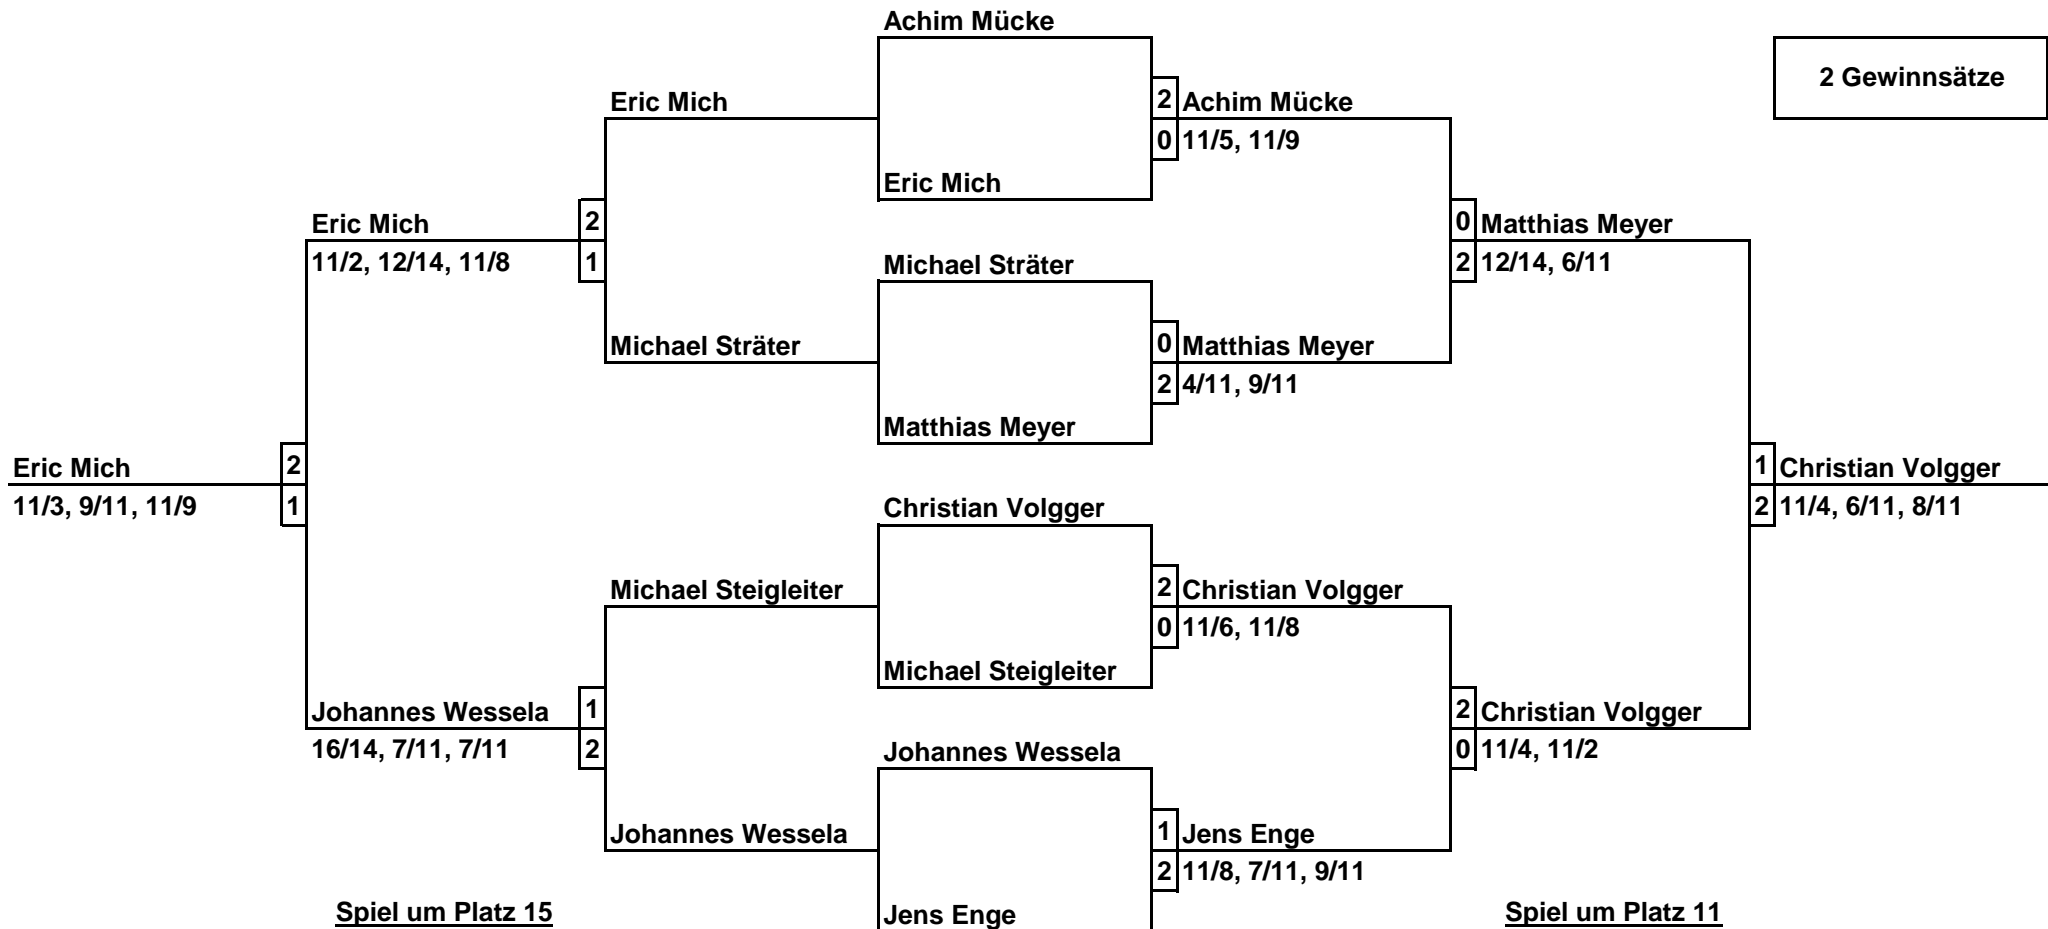 Achim Mücke
2 Gewinnsätze
Eric Mich
2 Achim Mücke
0 11/5, 11/9
Eric Mich
Eric Mich 2
11/2, 12/14, 11/8 1
0 Matthias Meyer
2 12/14, 6/11
Michael Sträter
Michael Sträter
0 Matthias Meyer
2 4/11, 9/11
Matthias Meyer
Eric Mich 2
11/3, 9/11, 11/9 1
1 Christian Volgger
2 11/4, 6/11, 8/11
Christian Volgger
Michael Steigleiter
2 Christian Volgger
0 11/6, 11/8
Michael Steigleiter
Johannes Wessela 1
16/14, 7/11, 7/11 2
2 Christian Volgger
0 11/4, 11/2
Johannes Wessela
Johannes Wessela
1 Jens Enge
2 11/8, 7/11, 9/11
Spiel um Platz 15
Jens Enge
Spiel um Platz 11